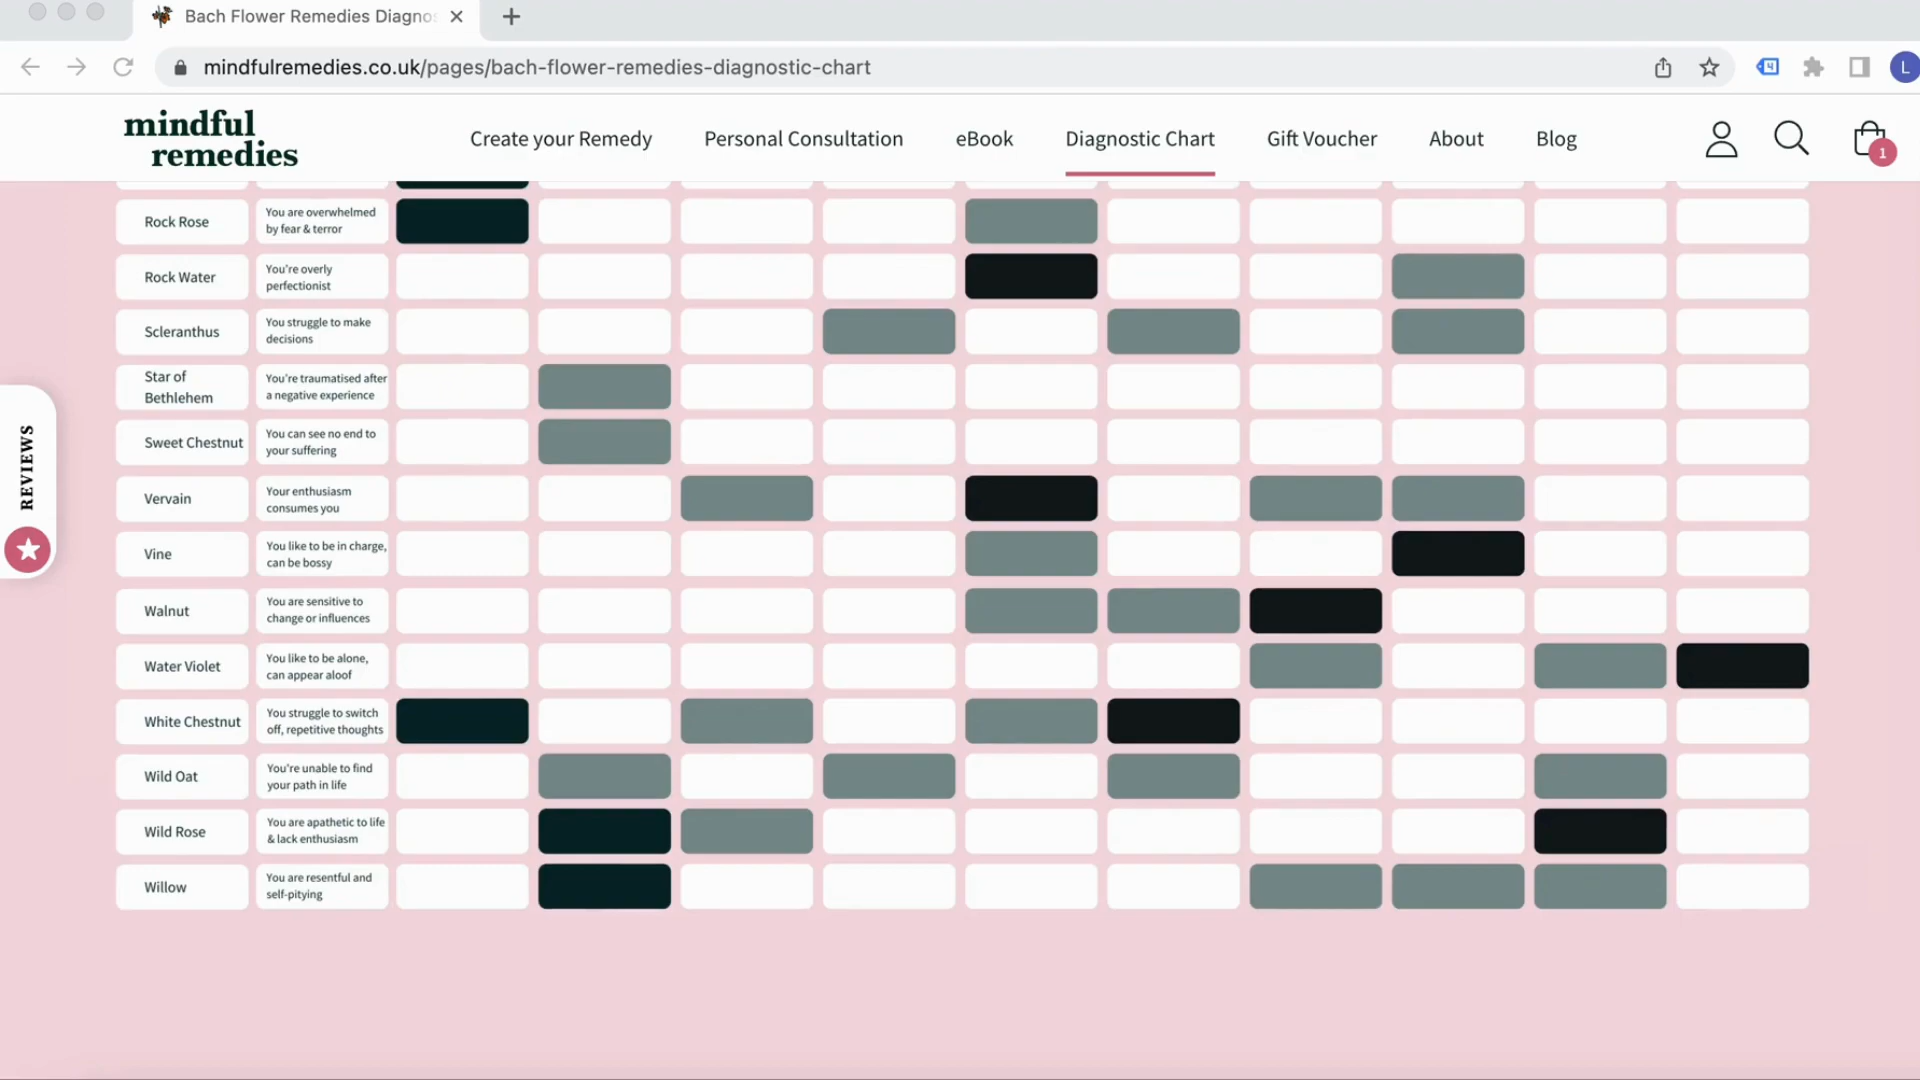 Bach Flower Remedies Diagno
mindfulremedies.co.uk/pages/bach-flower-remedies-diagnostic-chart
4
L
mindful
remedies
Create your Remedy
Personal Consultation
eBook
Diagnostic Chart
Gift Voucher
About
Blog
1
Rock Rose
You are overwhelmed
by fear & terror
Rock Water
You're overly
perfectionist
Scleranthus
You struggle to make
decisions
Star of
Bethlehem
You're traumatised after
a negative experience
Sweet Chestnut
You can see no end to
your suffering
Vervain
Your enthusiasm
consumes you
Vine
You like to be in charge,
can be bossy
Walnut
You are sensitive to
change or influences
Water Violet
You like to be alone,
can appear aloof
White Chestnut
You struggle to switch
off, repetitive thoughts
Wild Oat
You're unable to find
your path in life
Wild Rose
You are apathetic to life
& lack enthusiasm
Willow
You are resentful and
self-pitying
REVIEWS